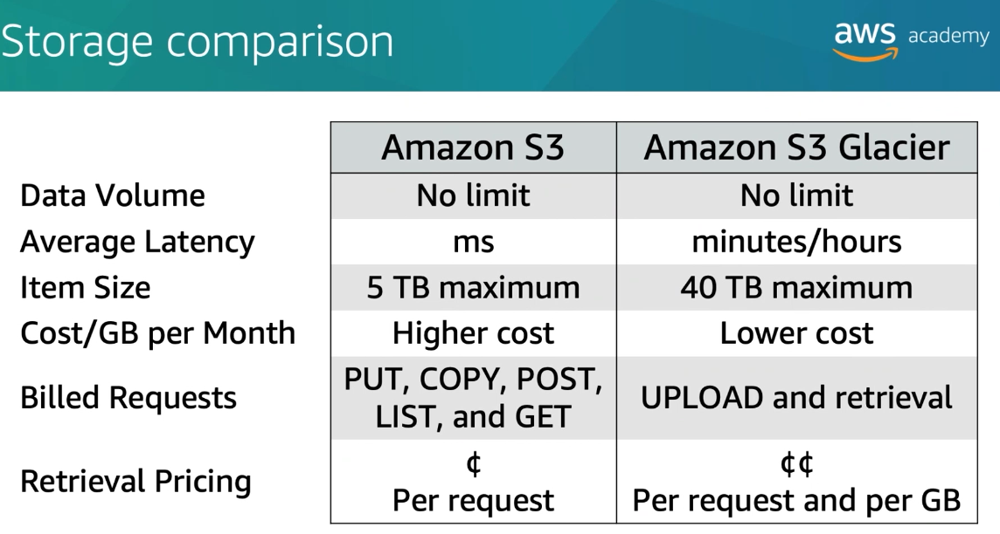 Storage comparison
aws academy
Amazon S3
Amazon S3 Glacier
Data Volume
No limit
No limit
Average Latency
ms
minutes/hours
Item Size
5 TB maximum
40 TB maximum
Cost/GB per Month
Higher cost
Lower cost
Billed Requests
PUT, COPY, POST,
LIST, and GET
UPLOAD and retrieval
Retrieval Pricing
¢
Per request
¢¢
Per request and per GB